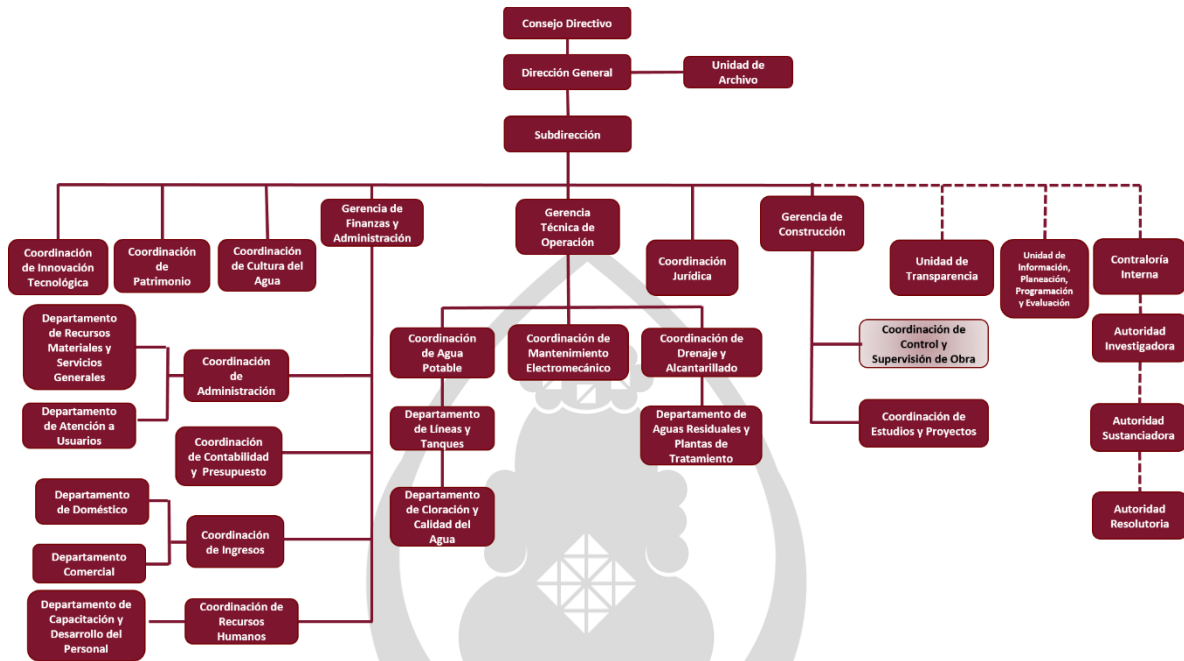 Consejo Directivo
Dirección General
Unidad de
Archivo
Subdirección
Coordinación
de Innovación
Tecnológica
Coordinación
de
Patrimonio
Coordinación
de Cultura del
Agua
Gerencia de
Finanzas y
Administración
Gerencia
Técnica de
Operación
Coordinación
Jurídica
Gerencia de
Construcción
Unidad de
Transparencia
Unidad de
Información,
Planeación,
Programación
y Evaluación
Contraloría
Interna
Departamento
de Recursos
Materiales y
Servicios
Generales
Coordinación
de
Administración
Departamento
de Atención a
Usuarios
Coordinación
de Contabilidad
y Presupuesto
Departamento
de Doméstico
Coordinación
de Ingresos
Departamento
Comercial
Departamento de
Capacitación y
Desarrollo del
Personal
Coordinación de
Recursos
Humanos
Coordinación
de Agua
Potable
Coordinación de
Mantenimiento
Electromecánico
Coordinación de
Drenaje y
Alcantarillado
Departamento
de Líneas y
Tanques
Departamento de
Aguas Residuales y
Plantas de
Tratamiento
Departamento
de Cloración y
Calidad del
Agua
Coordinación de
Control y
Supervisión de Obra
Coordinación de
Estudios y Proyectos
Autoridad
Investigadora
Autoridad
Sustanciadora
Autoridad
Resolutoria